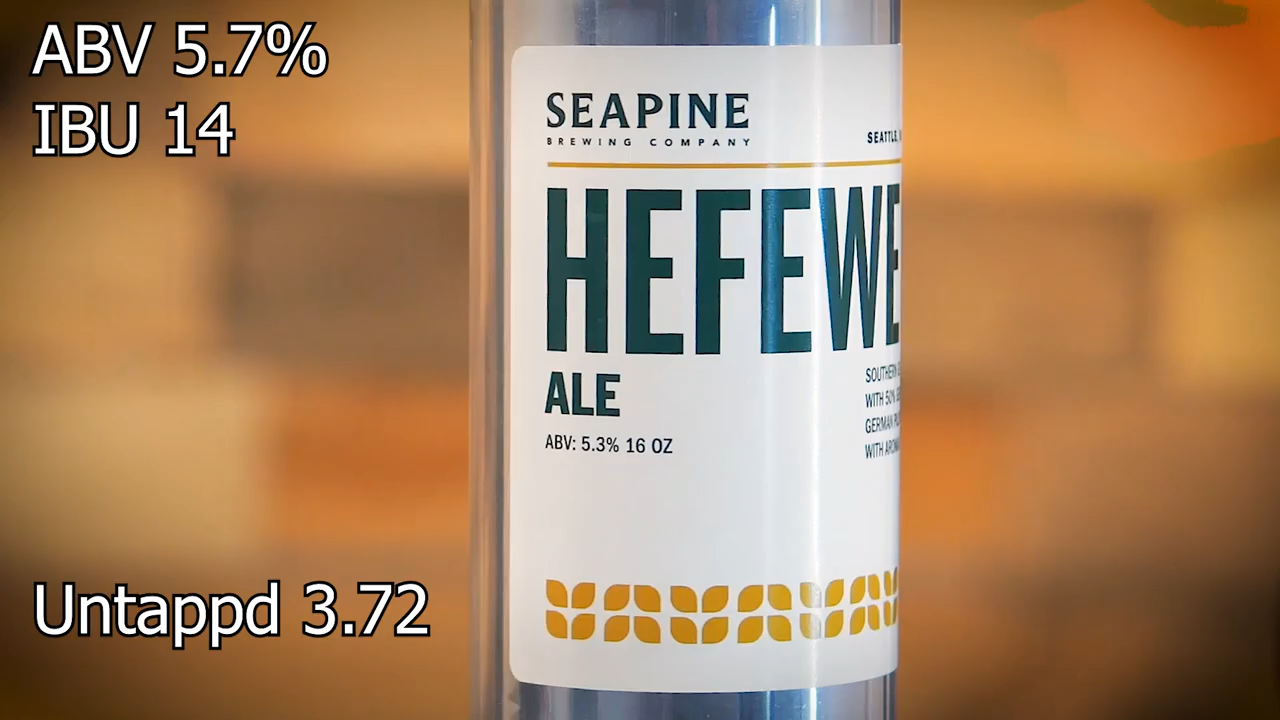 ABV 5.7%
IBU 14
SEAPINE
BREWING COMPANY
SEATTLE,
HEFEWE
ALE
ABV: 5.3% 16 OZ
SOUTHERN
WITH 50%
GERMAN
WITH
Untappd 3.72